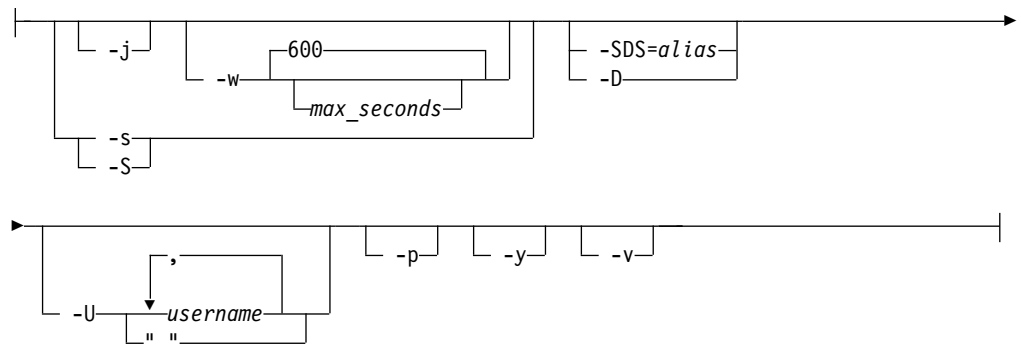 -j
-w
600
max_seconds
-SDS=alias
-D
-s
-S
-U
,
username
" "
-p
-y
-v